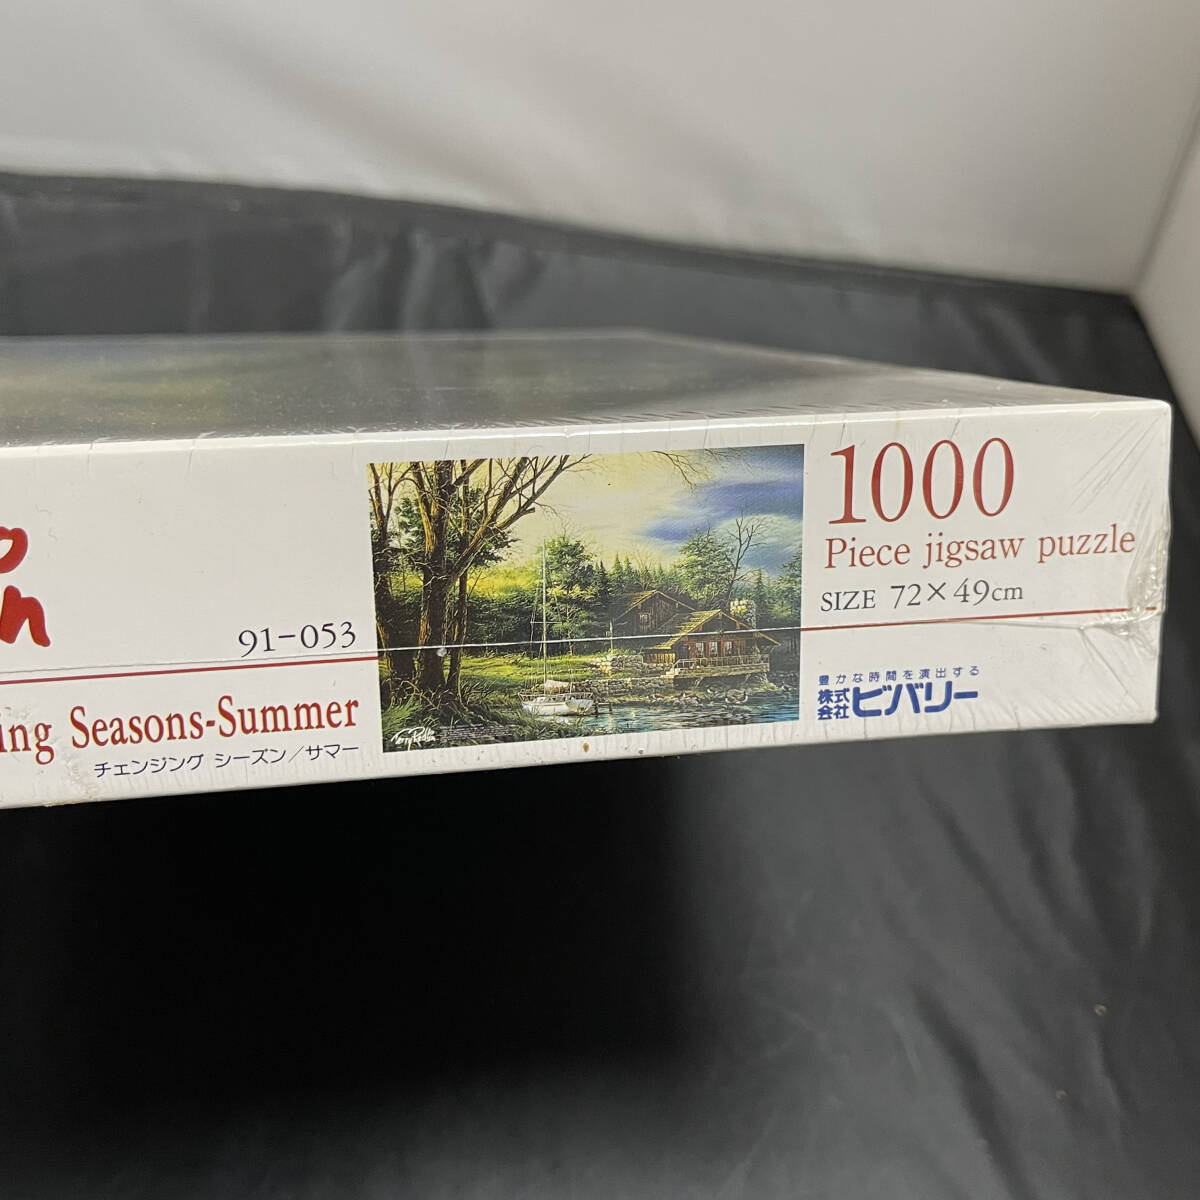 91-053
ing Seasons-Summer
チェンジング シーズン／サマー
Terry Redlin
1000
Piece jigsaw puzzle
SIZE 72×49cm
豊かな時間を演出する
株式会社 ビバリー